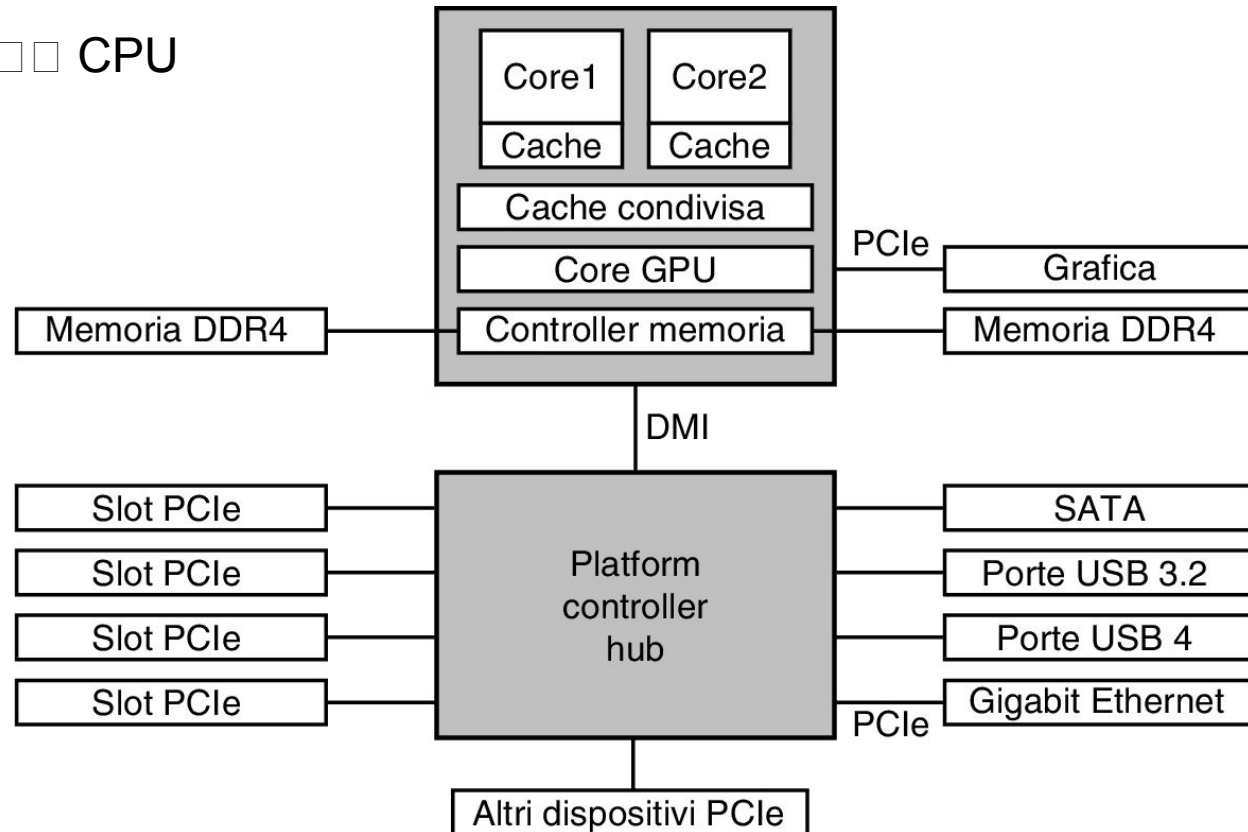 CPU
Core1
Core2
Cache
Cache
Cache condivisa
PCIe
Core GPU
Grafica
Memoria DDR4
Controller memoria
Memoria DDR4
DMI
Slot PCIe
SATA
Slot PCIe
Platform
controller
hub
Porte USB 3.2
Slot PCIe
Porte USB 4
Slot PCIe
Gigabit Ethernet
PCIe
Altri dispositivi PCIe